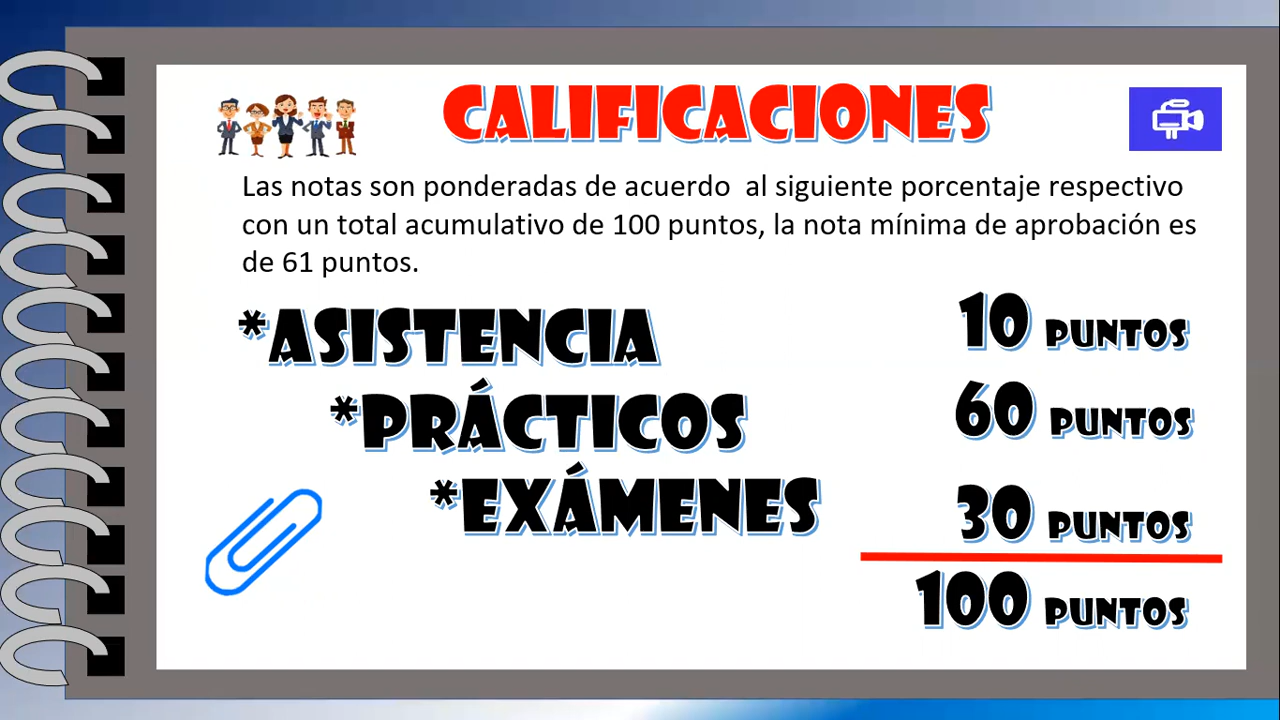 CALIFICACIONES
Las notas son ponderadas de acuerdo al siguiente porcentaje respectivo
con un total acumulativo de 100 puntos, la nota mínima de aprobación es
de 61 puntos.
*ASISTENCIA 10 PUNTOS
*PRÁCTICOS 60 PUNTOS
*EXÁMENES 30 PUNTOS
100 PUNTOS